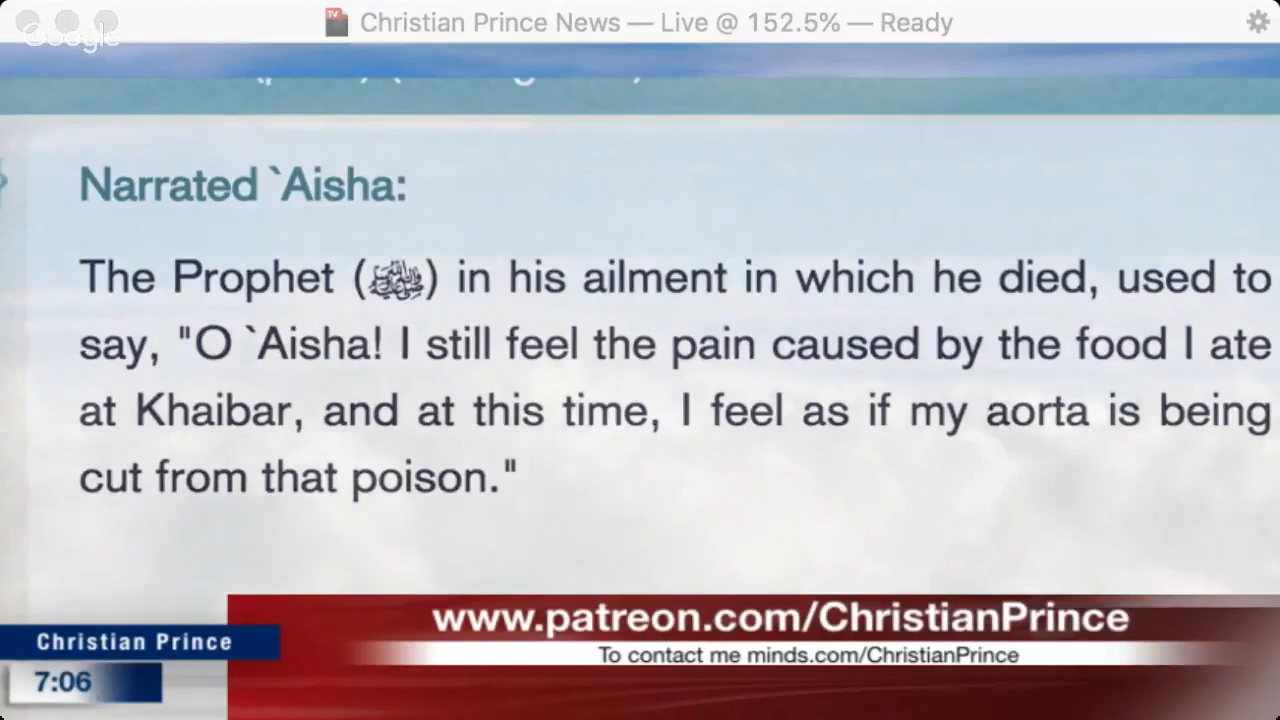 Christian Prince News — Live @ 152.5% — Ready
Google
Narrated `Aisha:
The Prophet (ﷺ) in his ailment in which he died, used to
say, "O `Aisha! I still feel the pain caused by the food I ate
at Khaibar, and at this time, I feel as if my aorta is being
cut from that poison."
www.patreon.com/ChristianPrince
To contact me minds.com/ChristianPrince
Christian Prince
7:06